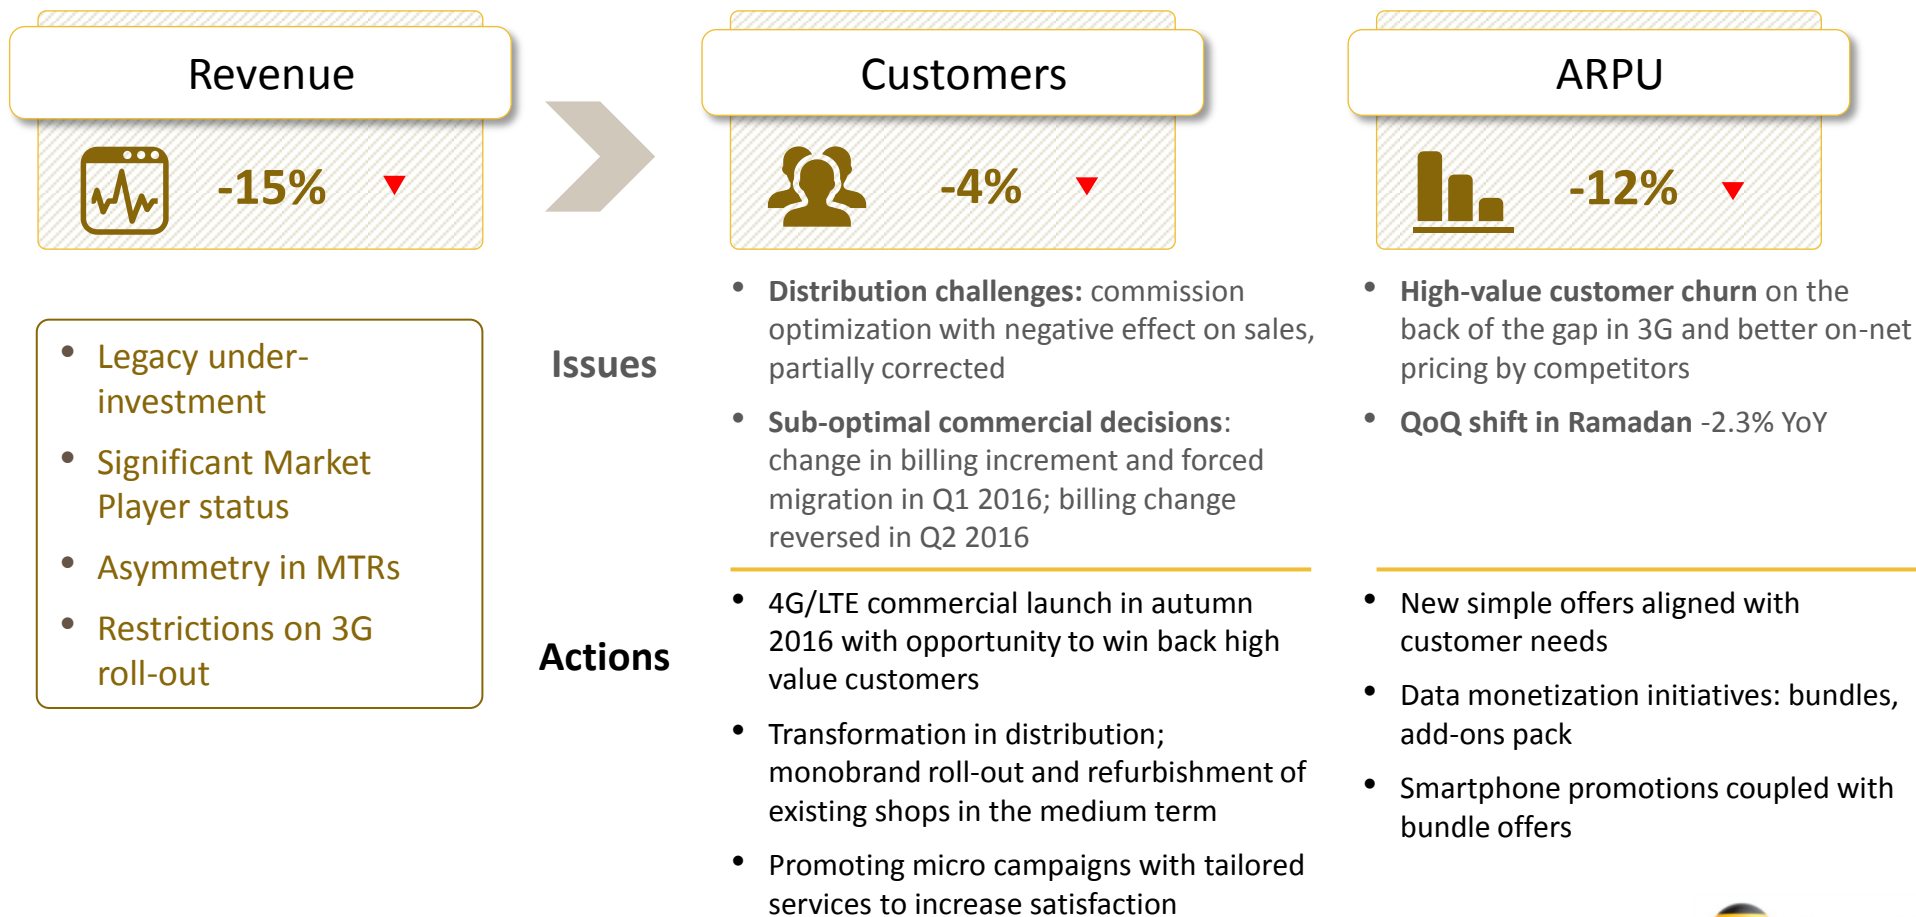 Revenue
-15%
• Legacy under-
investment
• Significant Market
Player status
• Asymmetry in MTRs
• Restrictions on 3G
roll-out
Customers
-4%
ARPU
-12%
Issues
• Distribution challenges: commission
optimization with negative effect on sales,
partially corrected
• Sub-optimal commercial decisions:
change in billing increment and forced
migration in Q1 2016; billing change
reversed in Q2 2016
• High-value customer churn on the
back of the gap in 3G and better on-net
pricing by competitors
• QoQ shift in Ramadan -2.3% YoY
Actions
• 4G/LTE commercial launch in autumn
2016 with opportunity to win back high
value customers
• Transformation in distribution;
monobrand roll-out and refurbishment of
existing shops in the medium term
• Promoting micro campaigns with tailored
services to increase satisfaction
• New simple offers aligned with
customer needs
• Data monetization initiatives: bundles,
add-ons pack
• Smartphone promotions coupled with
bundle offers